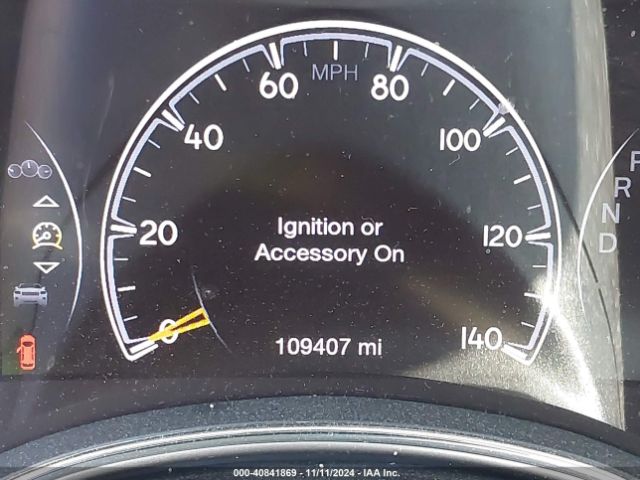 60 MPH 80
40 100
20 120
0 140
Ignition or
Accessory On
109407 mi
P
R
N
D
000-40841869 - 11/11/2024 - IAA Inc.